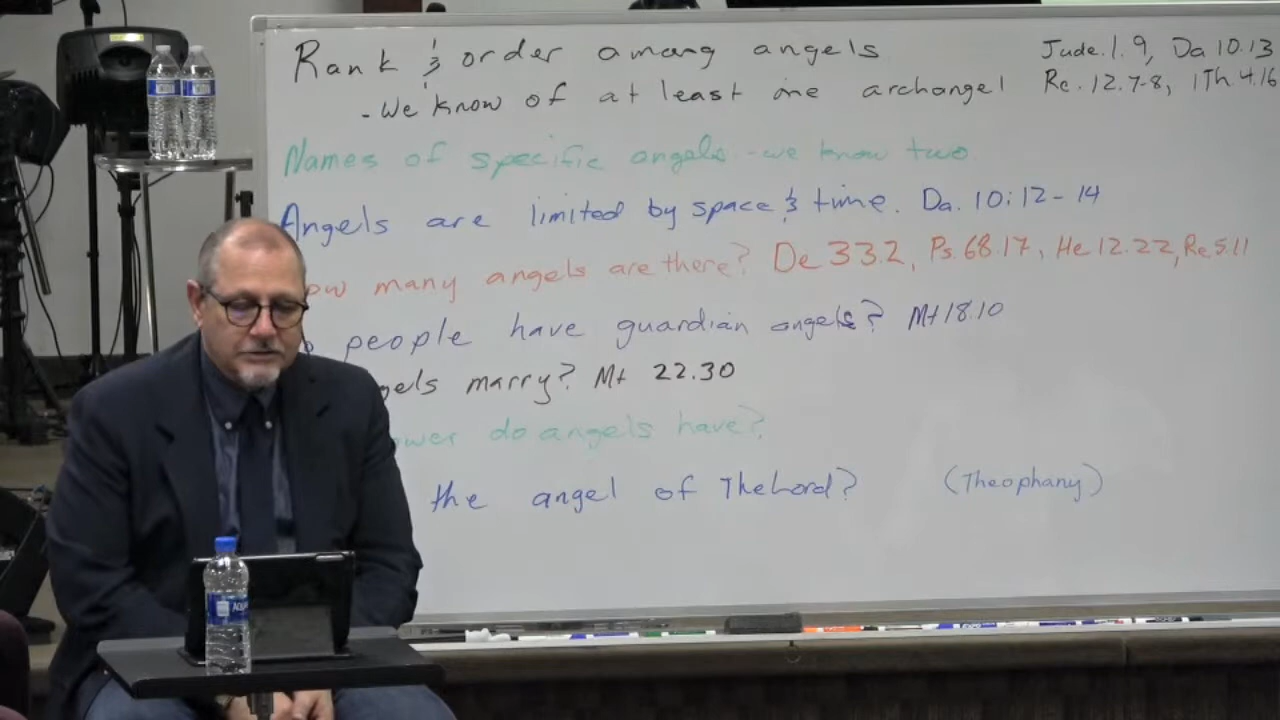 Rank & order among angels Jude.1.9, Da 10.13
- We know of at least one archangel Re. 12.7-8, 1Th 4.16
Names of specific angels - we know two
Angels are limited by space & time. Da. 10:12-14
ow many angels are there? De 33.2, Ps. 68.17, He 12.22, Re 5.11
people have guardian angels? Mt 18.10
gels marry? Mt 22.30
ower do angels have?
the angel of The Lord? (Theophany)